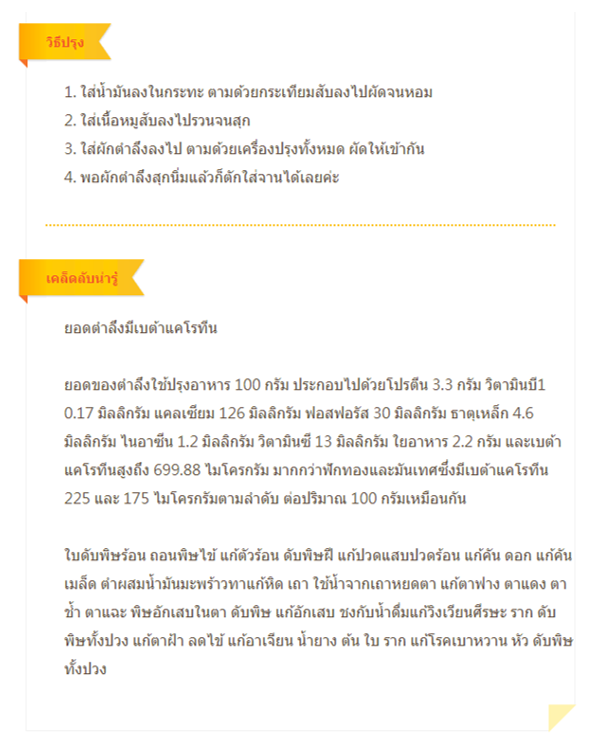 วิธีปรุง
1. ใส่น้ำมันลงในกระทะ ตามด้วยกระเทียมสับลงไปผัดจนหอม
2. ใส่เนื้อหมูสับลงไปรวนจนสุก
3. ใส่ผักตำลึงลงไป ตามด้วยเครื่องปรุงทั้งหมด ผัดให้เข้ากัน
4. พอผักตำลึงสุกนิ่มแล้วก็ตักใส่จานได้เลยค่ะ
เคล็ดลับน่ารู้
ยอดตำลึงมีเบต้าแคโรทีน
ยอดของตำลึงใช้ปรุงอาหาร 100 กรัม ประกอบไปด้วยโปรตีน 3.3 กรัม วิตามินบี1
0.17 มิลลิกรัม แคลเซียม 126 มิลลิกรัม ฟอสฟอรัส 30 มิลลิกรัม ธาตุเหล็ก 4.6
มิลลิกรัม ไนอาซีน 1.2 มิลลิกรัม วิตามินซี 13 มิลลิกรัม ใยอาหาร 2.2 กรัม และเบต้า
แคโรทีนสูงถึง 699.88 ไมโครกรัม มากกว่าฟักทองและมันเทศซึ่งมีเบต้าแคโรทีน
225 และ 175 ไมโครกรัมตามลำดับ ต่อปริมาณ 100 กรัมเหมือนกัน
ใบดับพิษร้อน ถอนพิษไข้ แก้ตัวร้อน ดับพิษฝี แก้ปวดแสบปวดร้อน แก้คัน ดอก แก้คัน
เมล็ด ตำผสมน้ำมันมะพร้าวทาแก้หิด เถา ใช้น้ำจากเถาหยดตา แก้ตาฟาง ตาแดง ตา
ช้ำ ตาแฉะ พิษอักเสบในตา ดับพิษ แก้อักเสบ ชงกับน้ำดื่มแก้วิงเวียนศีรษะ ราก ดับ
พิษทั้งปวง แก้ตาฝ้า ลดไข้ แก้อาเจียน น้ำยาง ต้น ใบ ราก แก้โรคเบาหวาน หัว ดับพิษ
ทั้งปวง